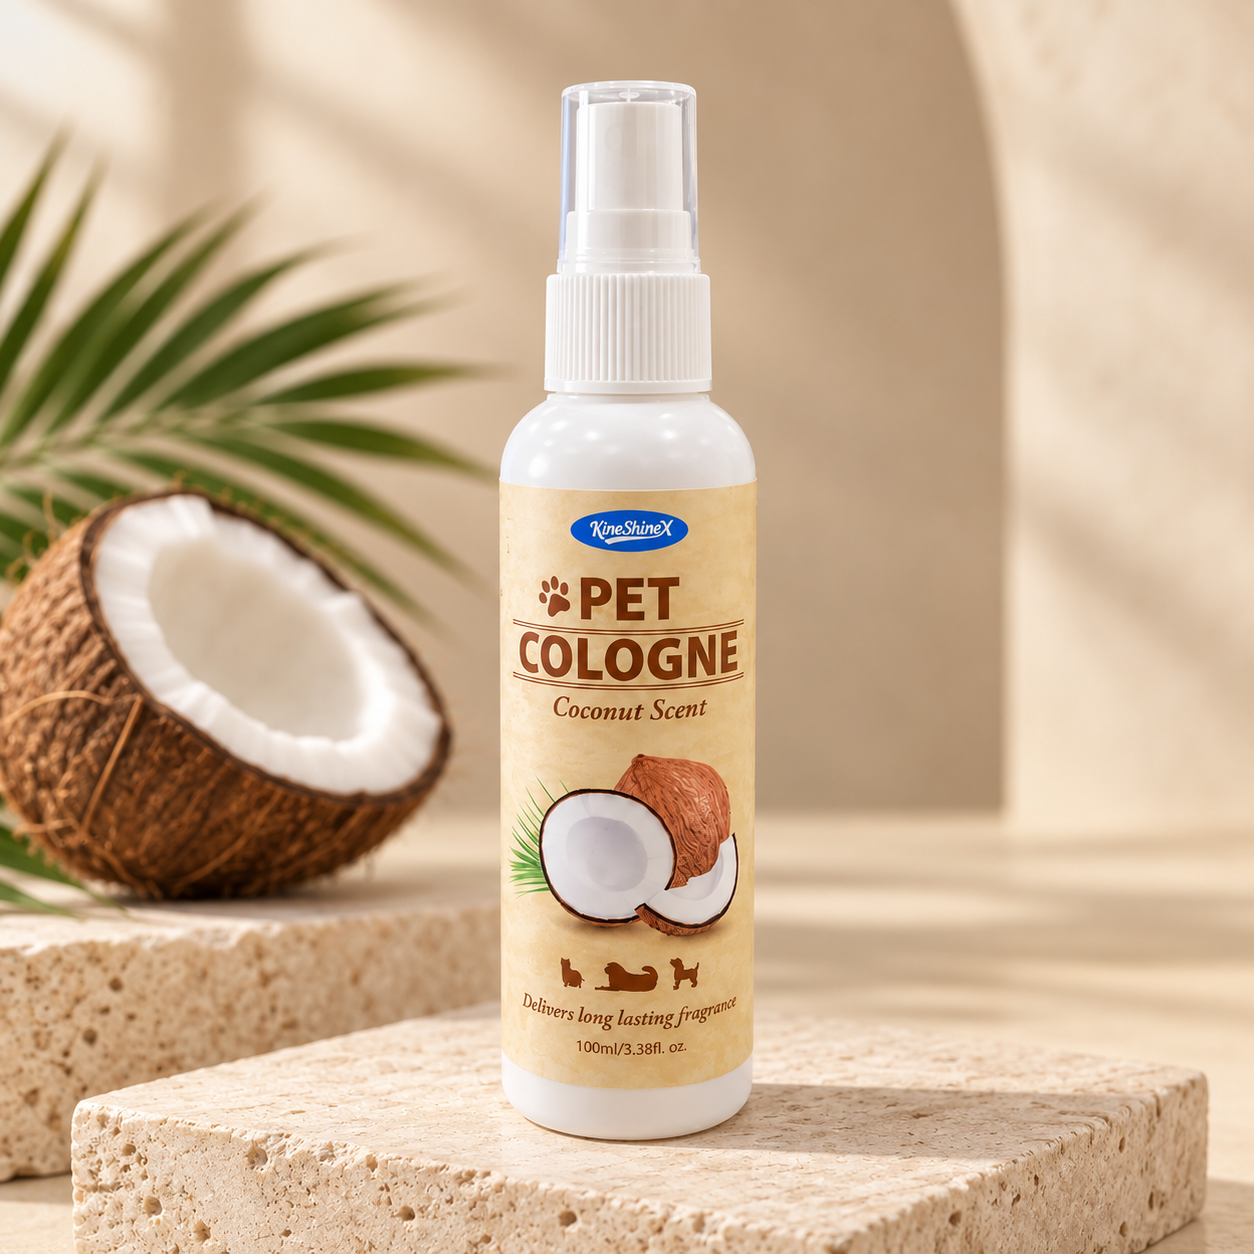 KineShineX
PET
COLOGNE
Coconut Scent
Delivers long lasting fragrance
100ml/3.38fl. oz.